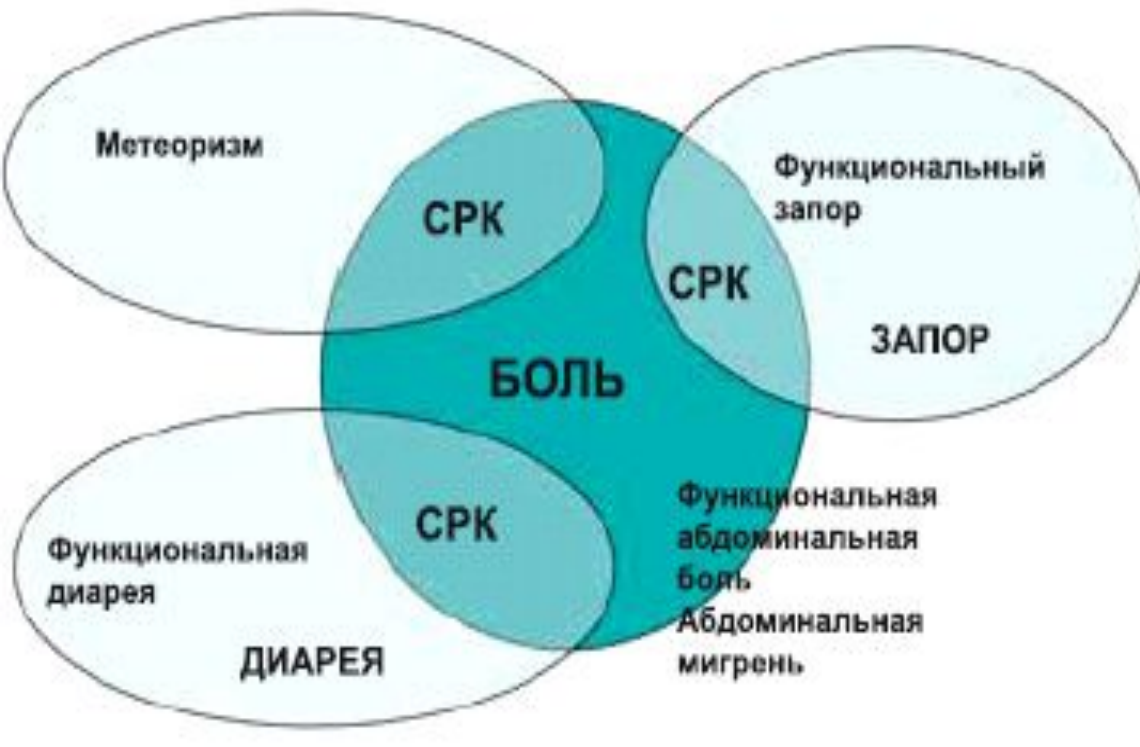 Метеоризм
СРК
Функциональный
запор
СРК
ЗАПОР
БОЛЬ
СРК
Функциональная
диарея
ДИАРЕЯ
Функциональная
абдоминальная
боль
Абдоминальная
мигрень